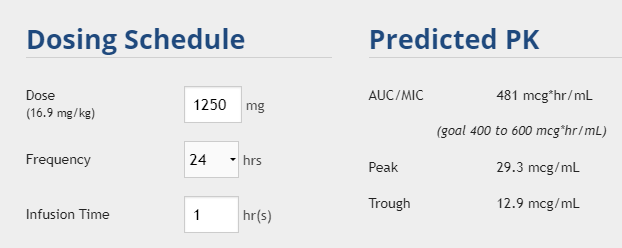 Dosing Schedule
Dose
(16.9 mg/kg)
1250 mg
Frequency
24 hrs
Infusion Time
1 hr(s)
Predicted PK
AUC/MIC
481 mcg*hr/mL
(goal 400 to 600 mcg*hr/mL)
Peak
29.3 mcg/mL
Trough
12.9 mcg/mL